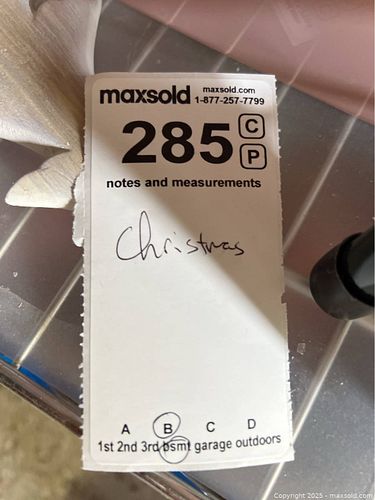 maxsold maxsold.com
1-877-257-7799
285 C
P
notes and measurements
Christmas
A B C D
1st 2nd 3rd bsmt garage outdoors
Copyright 2025 - maxsold.com